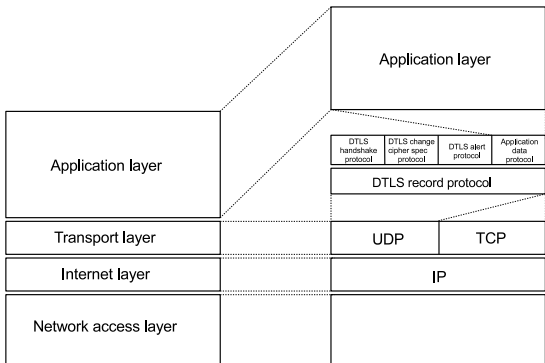 Application layer
DTLS
handshake
protocol
DTLS change
cipher spec
protocol
DTLS alert
protocol
Application
data
protocol
Application layer
DTLS record protocol
Transport layer
UDP
TCP
Internet layer
IP
Network access layer